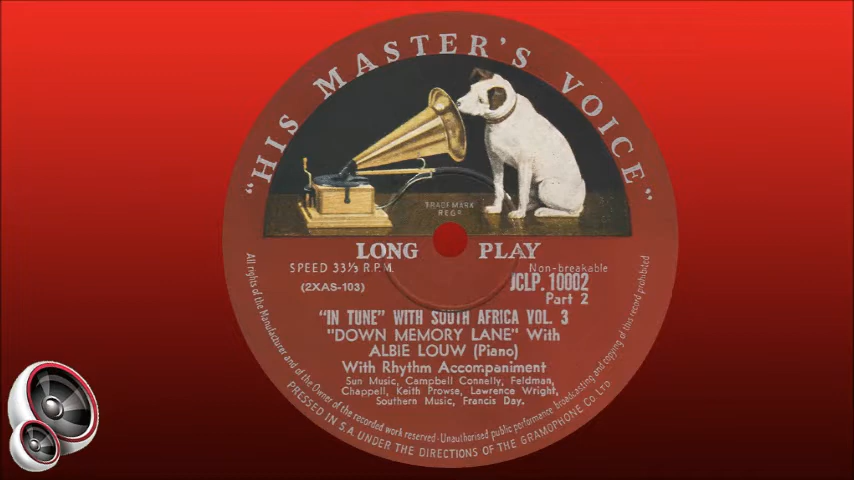 "HIS MASTER'S VOICE"
TRADEMARK
REGD
LONG PLAY
SPEED 33⅓ R.P.M.
Non-breakable
(2XAS-103)
JCLP. 10002
Part 2
"IN TUNE" WITH SOUTH AFRICA VOL. 3
"DOWN MEMORY LANE" With
ALBIE LOUW (Piano)
With Rhythm Accompaniment
Sun Music, Campbell Connelly, Feldman,
Chappell, Keith Prowse, Lawrence Wright,
Southern Music, Francis Day.
All rights of the Manufacturer and of the Owner of the recorded work reserved · Unauthorised public performance, broadcasting and copying of this record prohibited
PRESSED IN S.A. UNDER THE DIRECTIONS OF THE GRAMOPHONE CO LTD